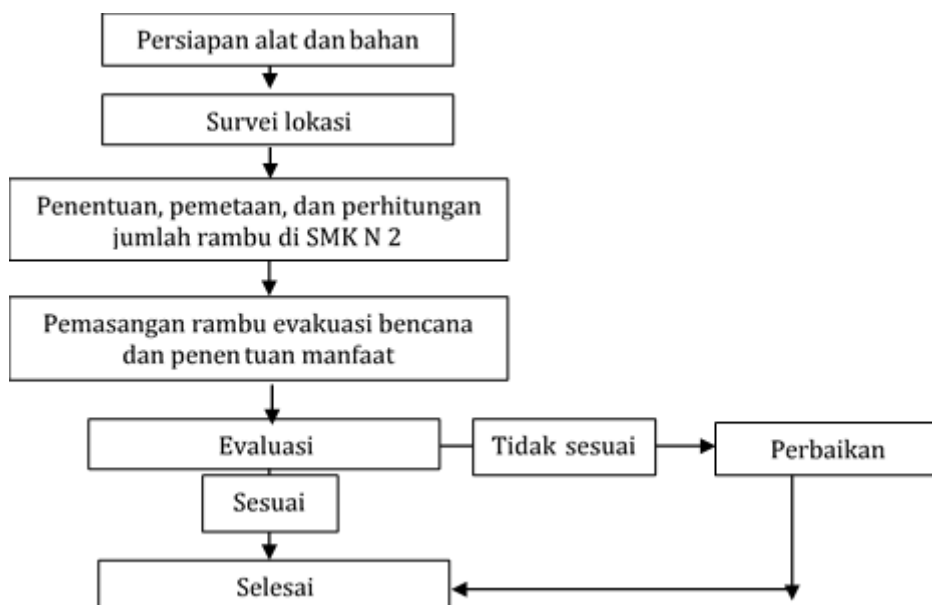 Persiapan alat dan bahan
Survei lokasi
Penentuan, pemetaan, dan perhitungan
jumlah rambu di SMK N 2
Pemasangan rambu evakuasi bencana
dan penen tuan manfaat
Evaluasi
Tidak sesuai
Perbaikan
Sesuai
Selesai